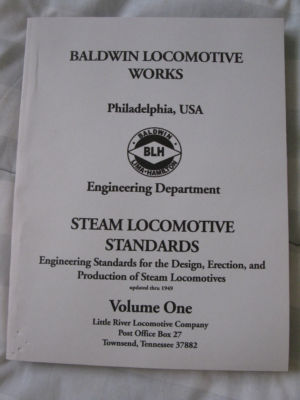 BALDWIN LOCOMOTIVE
WORKS
Philadelphia, USA
BALDWIN
BLH
LIMA-HAMILTON
Engineering Department
STEAM LOCOMOTIVE
STANDARDS
Engineering Standards for the Design, Erection, and
Production of Steam Locomotives
updated thru 1949
Volume One
Little River Locomotive Company
Post Office Box 27
Townsend, Tennessee 37882